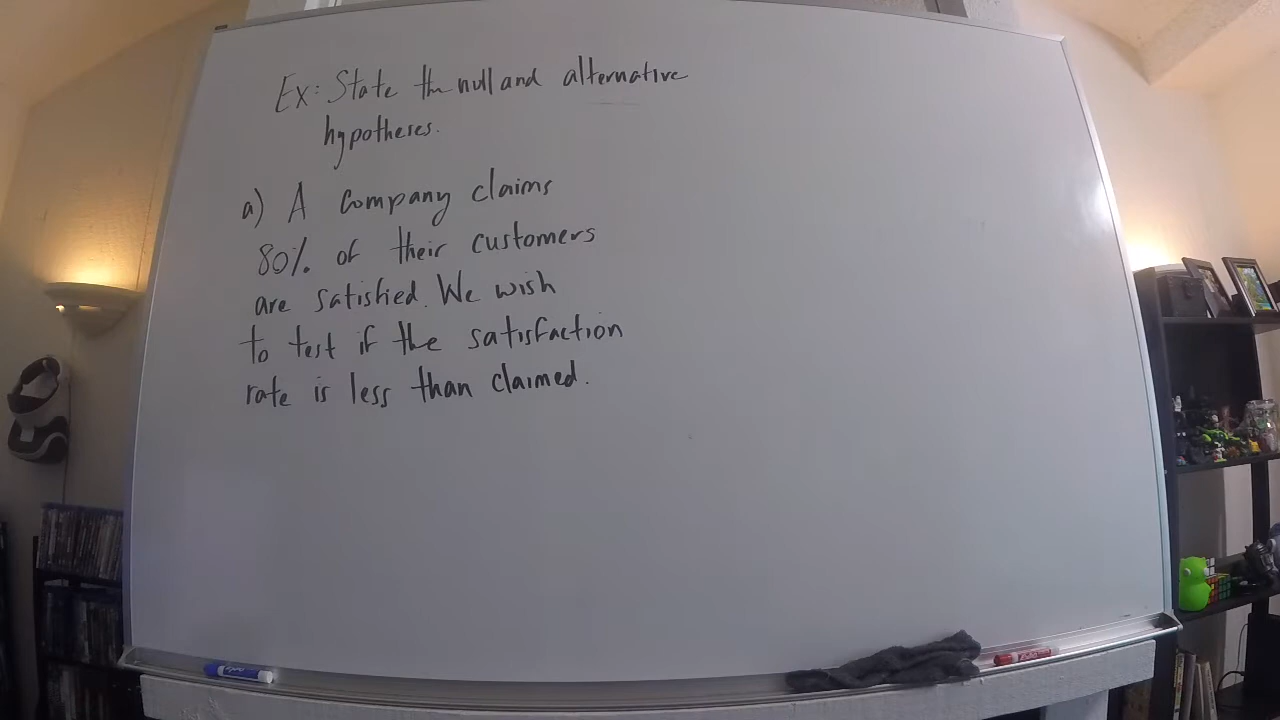 Ex: State the null and alternative
hypotheses.
a) A company claims
80% of their customers
are satisfied. We wish
to test if the satisfaction
rate is less than claimed.